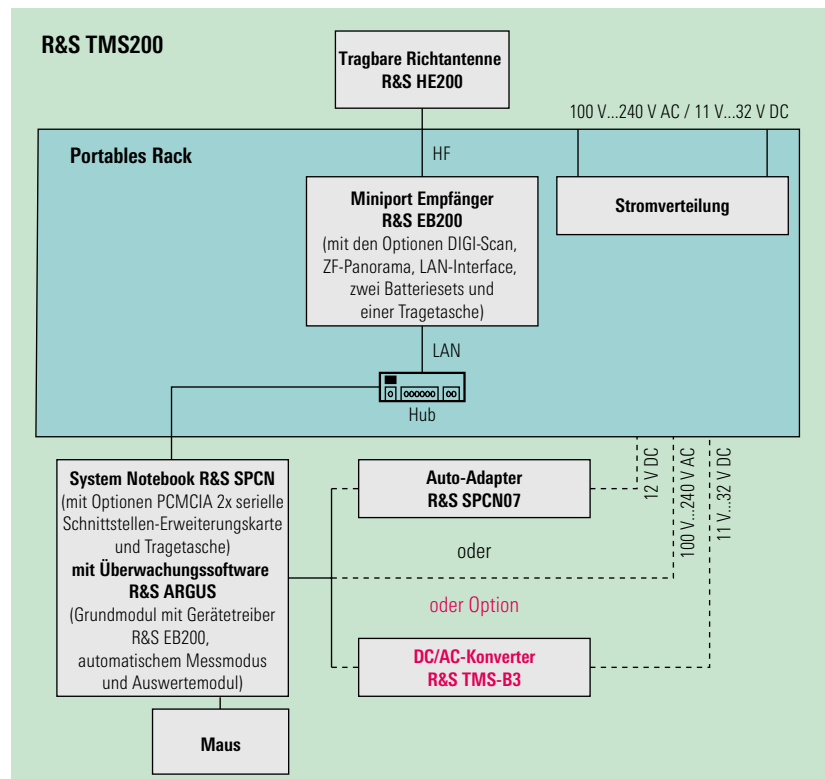 R&S TMS200
Tragbare Richtantenne
R&S HE200
100 V...240 V AC / 11 V...32 V DC
Portables Rack
HF
Miniport Empfänger
R&S EB200
(mit den Optionen DIGI-Scan,
ZF-Panorama, LAN-Interface,
zwei Batteriesets und
einer Tragetasche)
Stromverteilung
LAN
Hub
System Notebook R&S SPCN
(mit Optionen PCMCIA 2x serielle
Schnittstellen-Erweiterungskarte
und Tragetasche)
mit Überwachungssoftware
R&S ARGUS
(Grundmodul mit Gerätetreiber
R&S EB200,
automatischem Messmodus
und Auswertemodul)
Maus
Auto-Adapter
R&S SPCN07
oder
oder Option
DC/AC-Konverter
R&S TMS-B3
12 V DC
100 V...240 V AC
11 V...32 V DC